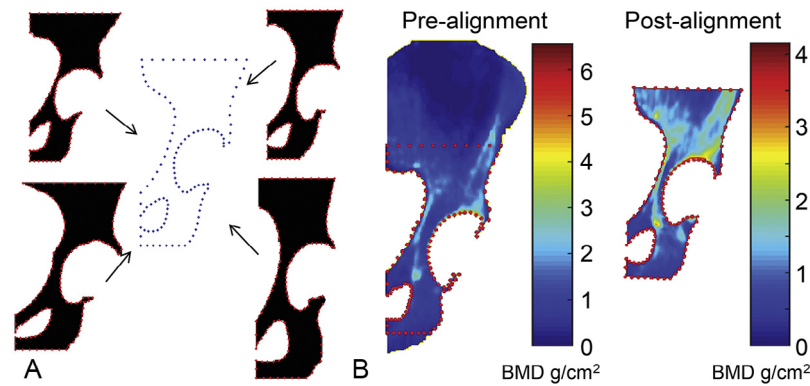 Pre-alignment
Post-alignment
6
5
4
3
2
1
0
4
3
2
1
0
A
B
BMD g/cm²
BMD g/cm²